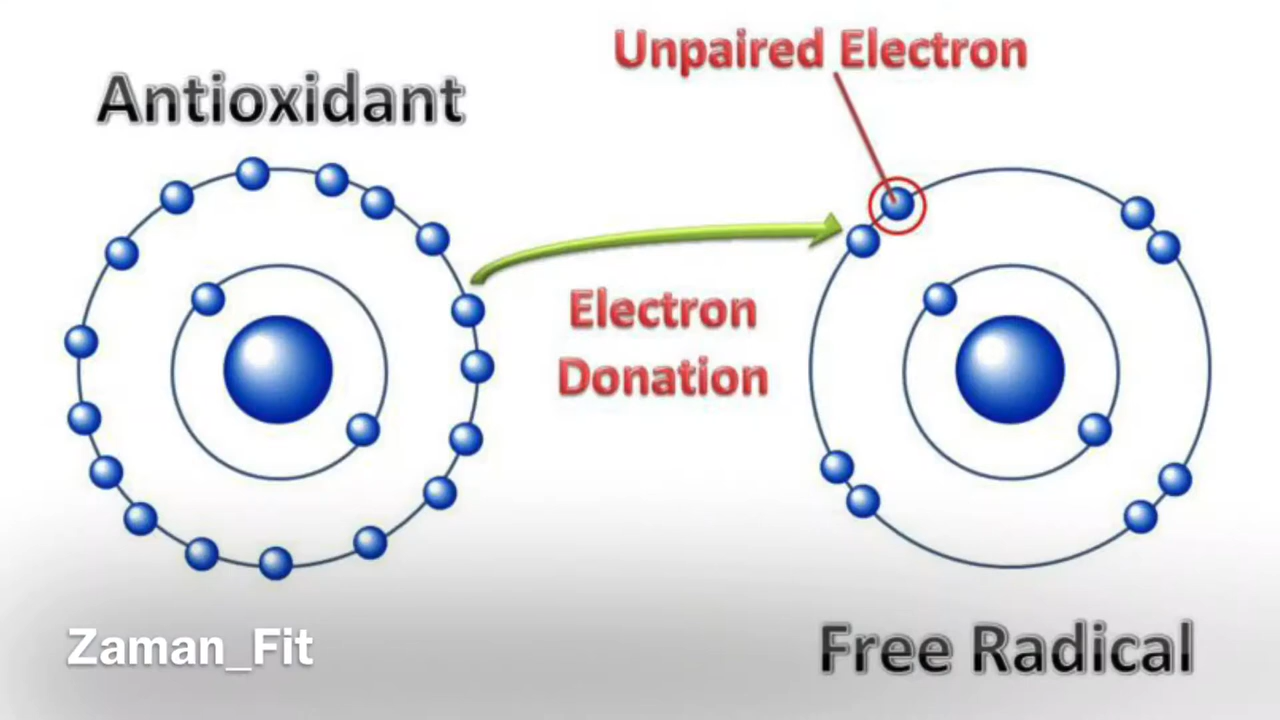 Unpaired Electron
Antioxidant
Electron
Donation
Zaman_Fit
Free Radical